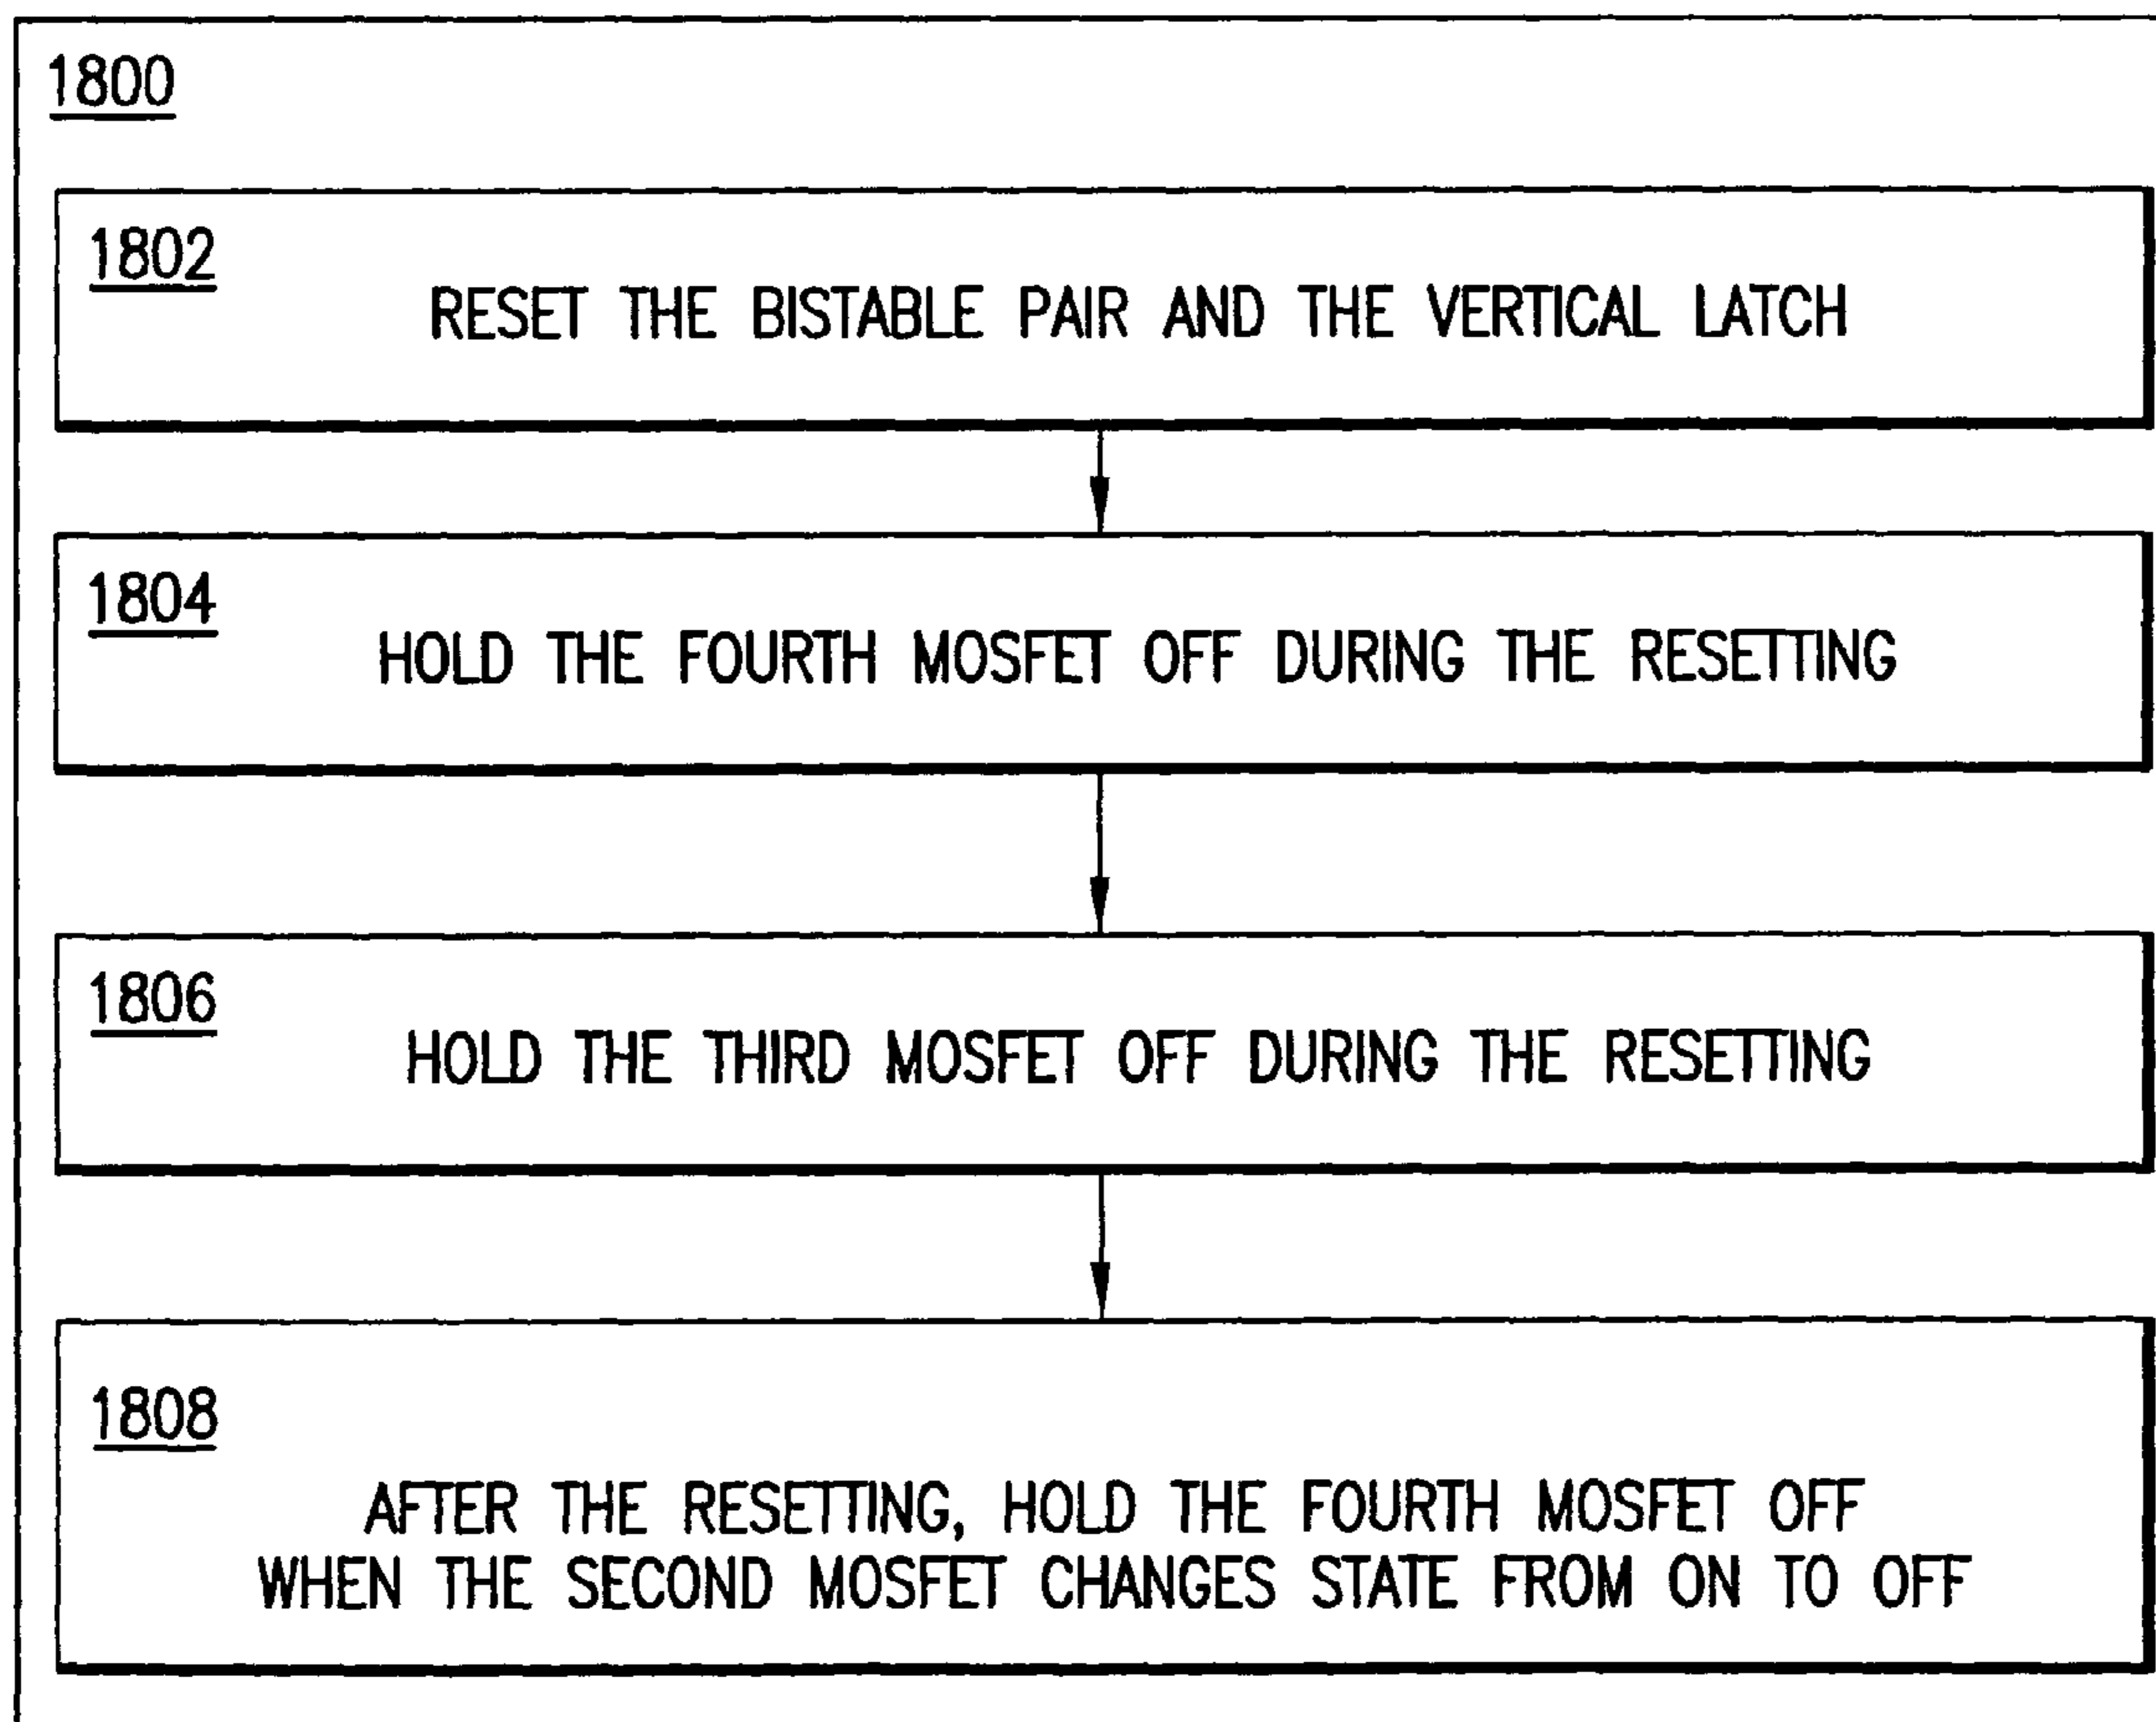 1800
1802
RESET THE BISTABLE PAIR AND THE VERTICAL LATCH
1804
HOLD THE FOURTH MOSFET OFF DURING THE RESETTING
1806
HOLD THE THIRD MOSFET OFF DURING THE RESETTING
1808
AFTER THE RESETTING, HOLD THE FOURTH MOSFET OFF
WHEN THE SECOND MOSFET CHANGES STATE FROM ON TO OFF